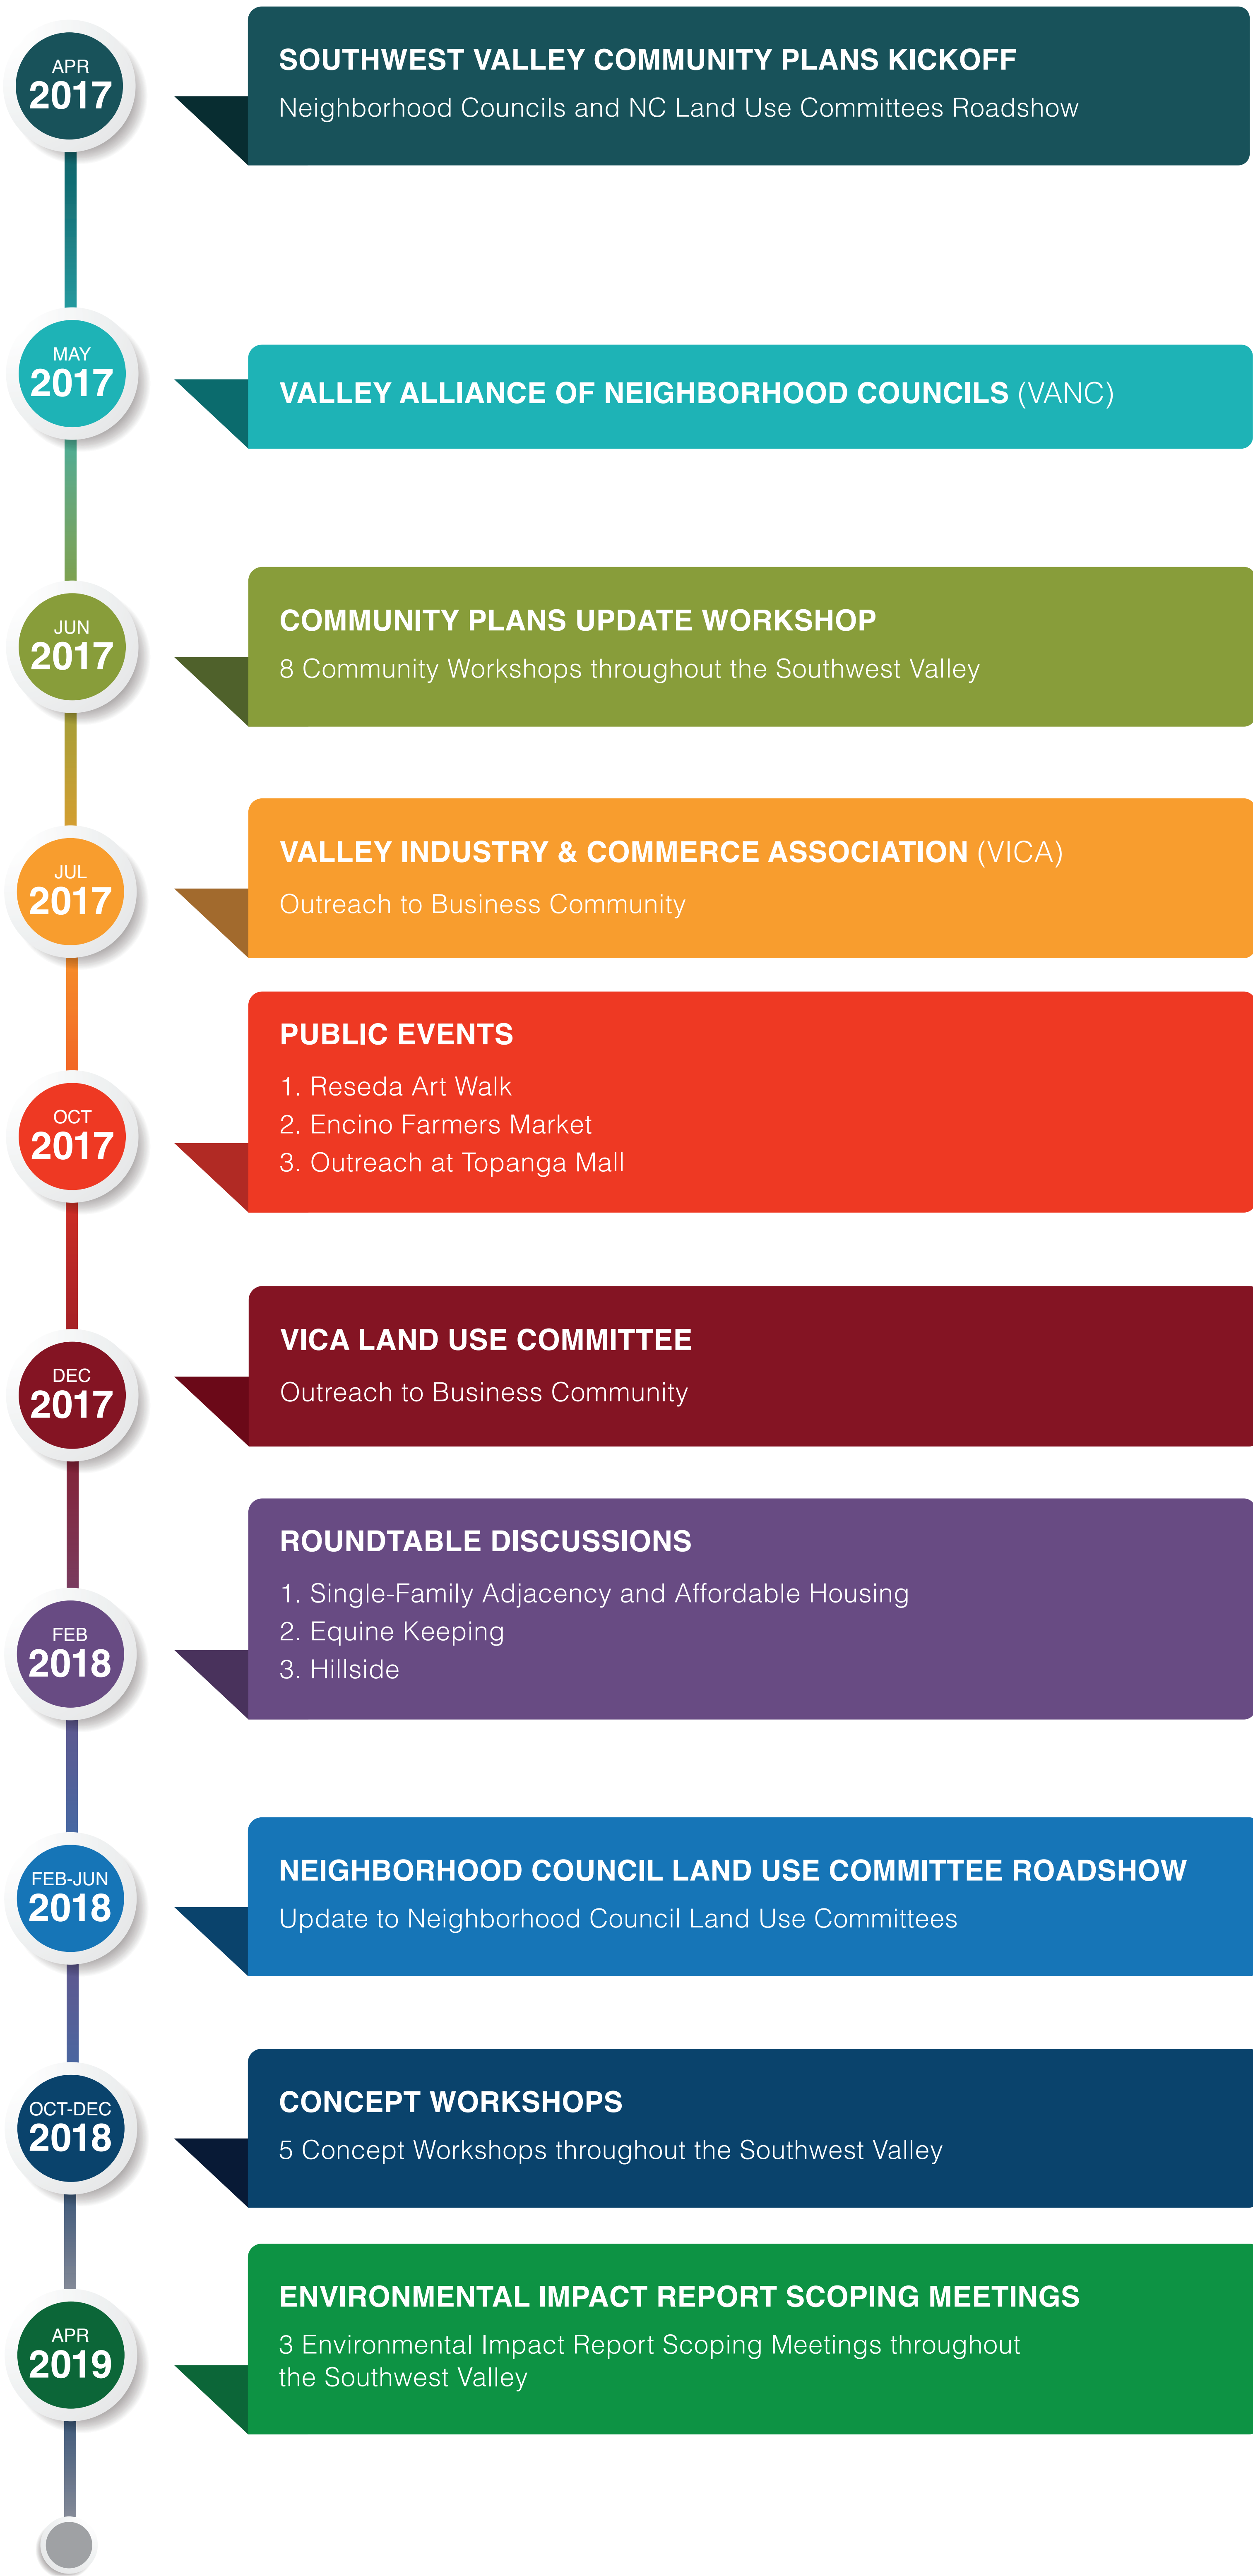 APR
2017
SOUTHWEST VALLEY COMMUNITY PLANS KICKOFF
Neighborhood Councils and NC Land Use Committees Roadshow
MAY
2017
VALLEY ALLIANCE OF NEIGHBORHOOD COUNCILS (VANC)
JUN
2017
COMMUNITY PLANS UPDATE WORKSHOP
8 Community Workshops throughout the Southwest Valley
JUL
2017
VALLEY INDUSTRY & COMMERCE ASSOCIATION (VICA)
Outreach to Business Community
OCT
2017
PUBLIC EVENTS
1. Reseda Art Walk
2. Encino Farmers Market
3. Outreach at Topanga Mall
DEC
2017
VICA LAND USE COMMITTEE
Outreach to Business Community
FEB
2018
ROUNDTABLE DISCUSSIONS
1. Single-Family Adjacency and Affordable Housing
2. Equine Keeping
3. Hillside
FEB-JUN
2018
NEIGHBORHOOD COUNCIL LAND USE COMMITTEE ROADSHOW
Update to Neighborhood Council Land Use Committees
OCT-DEC
2018
CONCEPT WORKSHOPS
5 Concept Workshops throughout the Southwest Valley
APR
2019
ENVIRONMENTAL IMPACT REPORT SCOPING MEETINGS
3 Environmental Impact Report Scoping Meetings throughout
the Southwest Valley